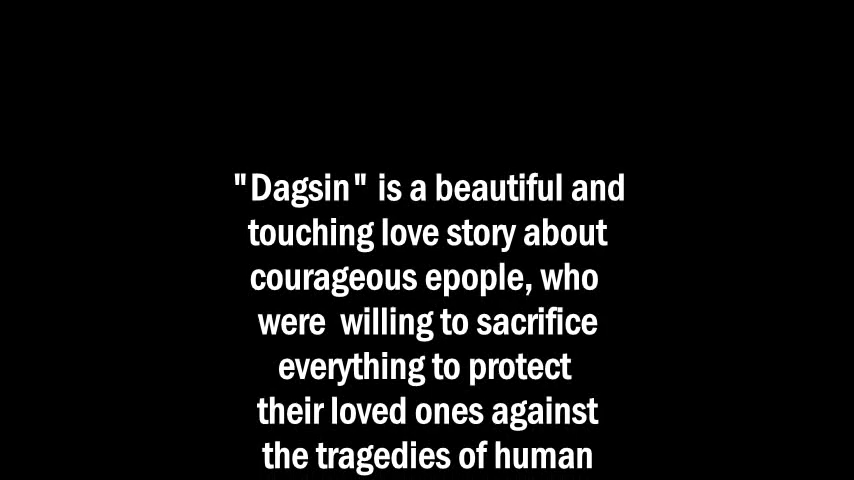 "Dagsin" is a beautiful and
touching love story about
courageous epople, who
were  willing to sacrifice
everything to protect
their loved ones against
the tragedies of human